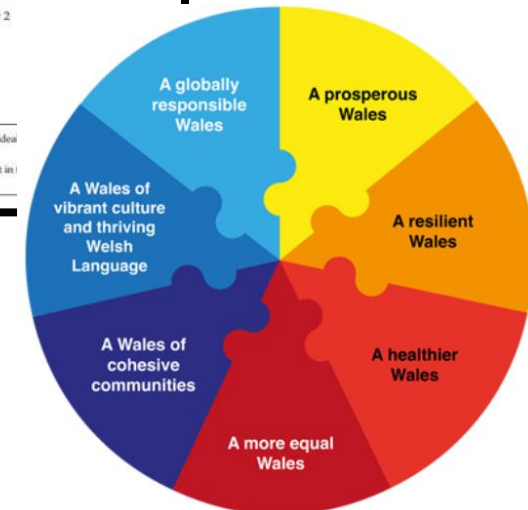 2
A globally
responsible
Wales
A prosperous
Wales
A Wales of
vibrant culture
and thriving
Welsh
Language
A resilient
Wales
A Wales of
cohesive
communities
A healthier
Wales
A more equal
Wales